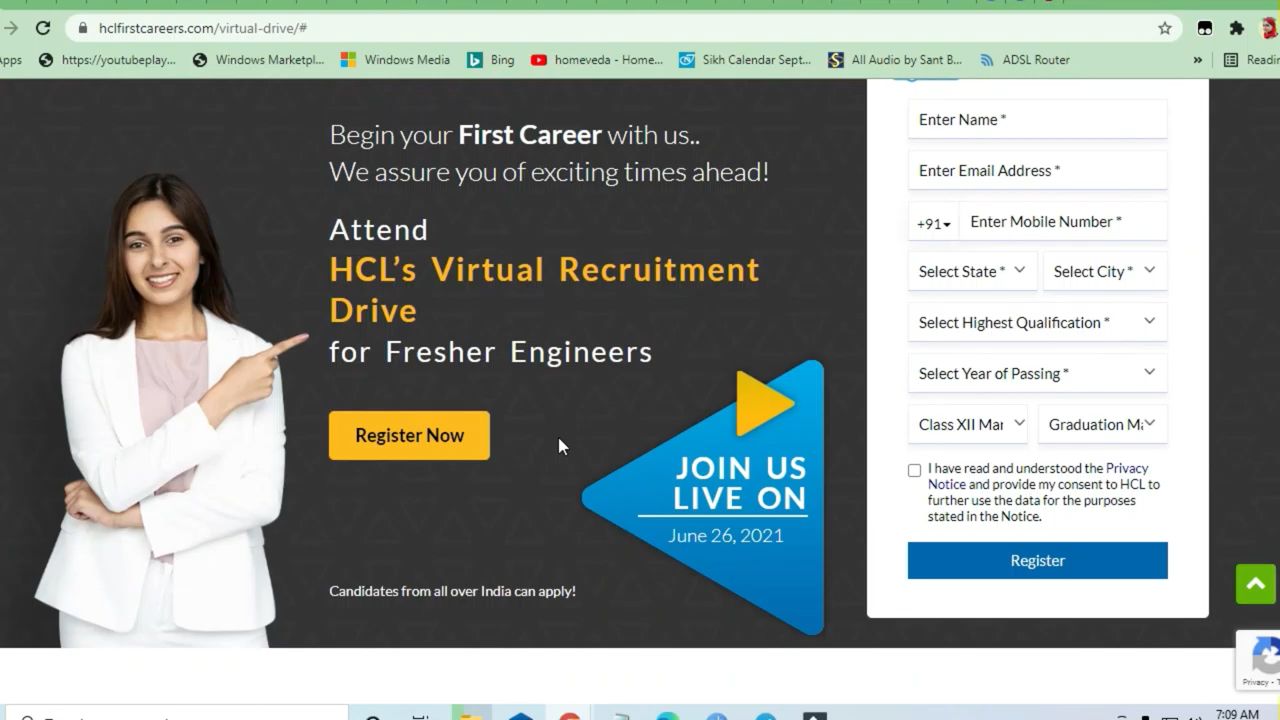 hclfirstcareers.com/virtual-drive/#
https://youtubeplay... Windows Marketpl... Windows Media Bing homeveda - Home... Sikh Calendar Sept... All Audio by Sant B... ADSL Router »
Begin your First Career with us..
We assure you of exciting times ahead!
Attend
HCL's Virtual Recruitment
Drive
for Fresher Engineers
Register Now
JOIN US
LIVE ON
June 26, 2021
Candidates from all over India can apply!
Enter Name *
Enter Email Address *
+91 Enter Mobile Number *
Select State * Select City *
Select Highest Qualification *
Select Year of Passing *
Class XII Mar Graduation Ma
I have read and understood the Privacy
Notice and provide my consent to HCL to
further use the data for the purposes
stated in the Notice.
Register
Privacy - T
7:09 AM